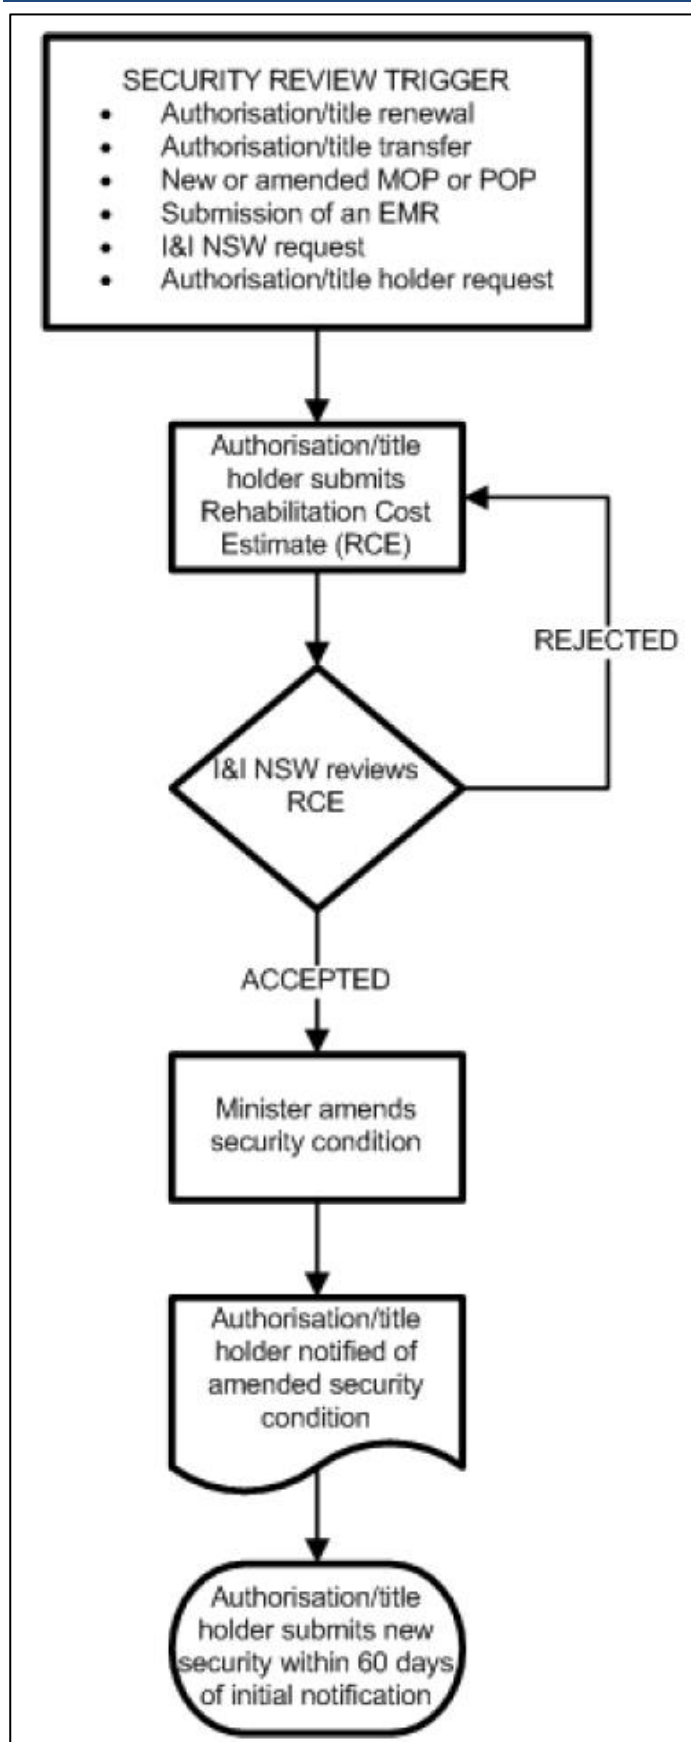 SECURITY REVIEW TRIGGER
• Authorisation/title renewal
• Authorisation/title transfer
• New or amended MOP or POP
• Submission of an EMR
• I&I NSW request
• Authorisation/title holder request
Authorisation/title
holder submits
Rehabilitation Cost
Estimate (RCE)
REJECTED
I&I NSW reviews
RCE
ACCEPTED
Minister amends
security condition
Authorisation/title
holder notified of
amended security
condition
Authorisation/title
holder submits new
security within 60 days
of initial notification